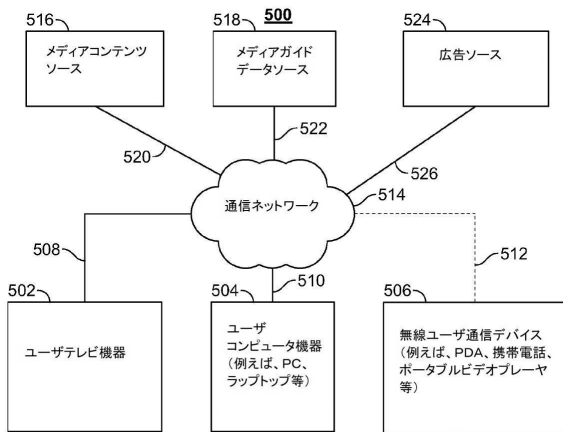 500
516
メディアコンテンツ
ソース
518
メディアガイド
データソース
524
広告ソース
520
522
526
通信ネットワーク
514
508
510
512
502
ユーザテレビ機器
504
ユーザ
コンピュータ機器
(例えば、PC、
ラップトップ等)
506
無線ユーザ通信デバイス
(例えば、PDA、携帯電話、
ポータブルビデオプレーヤ
等)